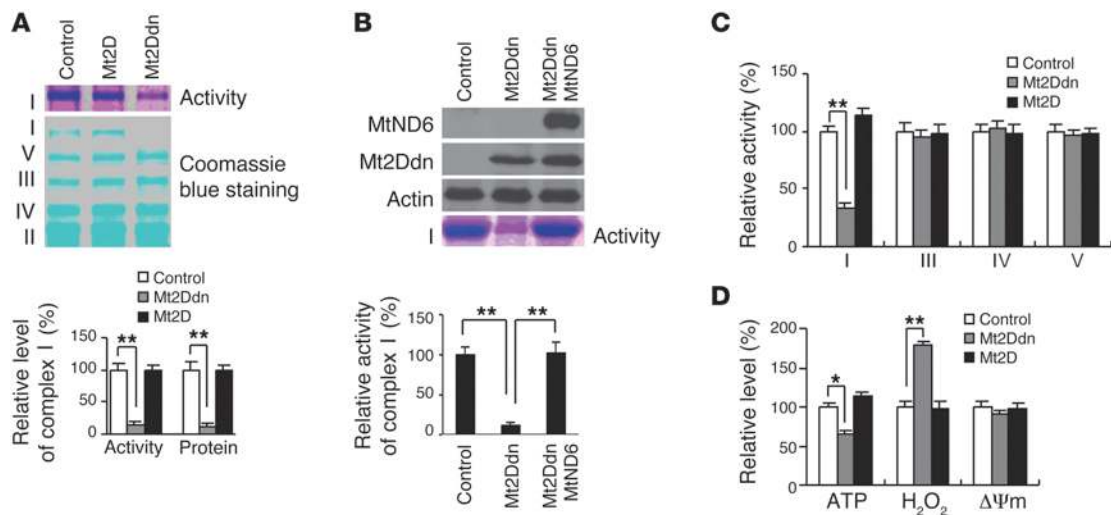 A
Control
Mt2D
Mt2Ddn
I
Activity
I
V
III
IV
II
Coomassie
blue staining
Control
Mt2Ddn
Mt2D
Relative level
of complex I (%)
150
100
50
0
**
**
Activity
Protein
B
Control
Mt2Ddn
Mt2Ddn
MtND6
MtND6
Mt2Ddn
Actin
I
Activity
Relative activity
of complex I (%)
150
100
50
0
**
**
Control
Mt2Ddn
Mt2Ddn
MtND6
C
Control
Mt2Ddn
Mt2D
Relative activity (%)
150
100
50
0
**
I
III
IV
V
D
Control
Mt2Ddn
Mt2D
Relative level (%)
200
150
100
50
0
*
**
ATP
H2O2
ΔΨm